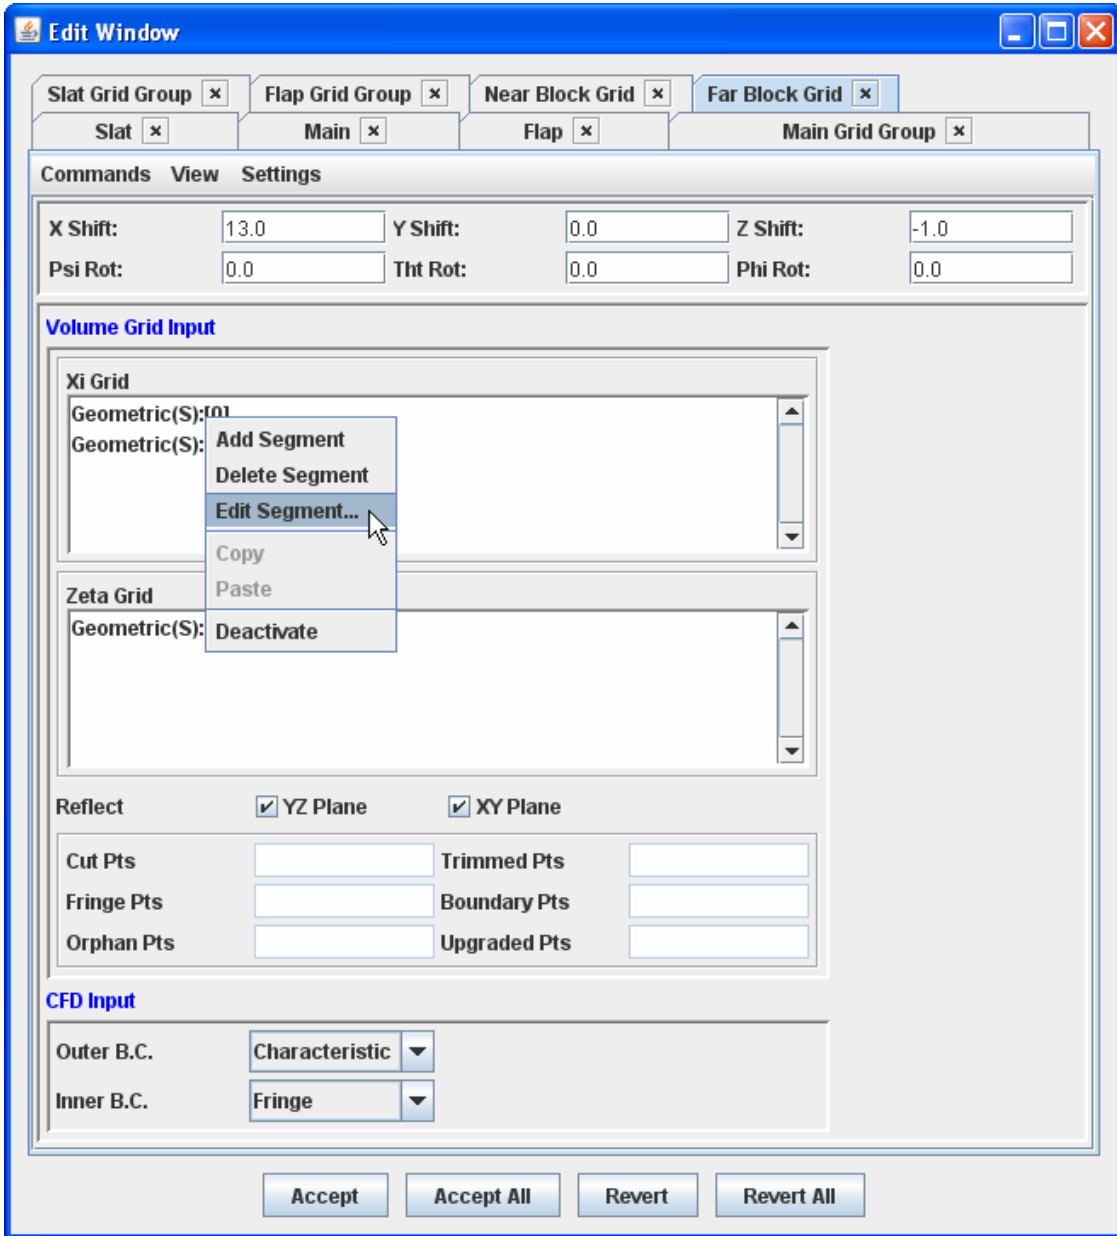 Edit Window
Slat Grid Group Flap Grid Group Near Block Grid Far Block Grid
Slat Main Flap Main Grid Group
Commands View Settings
X Shift: 13.0 Y Shift: 0.0 Z Shift: -1.0
Psi Rot: 0.0 Tht Rot: 0.0 Phi Rot: 0.0
Volume Grid Input
Xi Grid
Geometric(S):[0]
Geometric(S):
Add Segment
Delete Segment
Edit Segment...
Copy
Paste
Deactivate
Zeta Grid
Geometric(S):
Reflect YZ Plane XY Plane
Cut Pts Trimmed Pts
Fringe Pts Boundary Pts
Orphan Pts Upgraded Pts
CFD Input
Outer B.C. Characteristic
Inner B.C. Fringe
Accept Accept All Revert Revert All